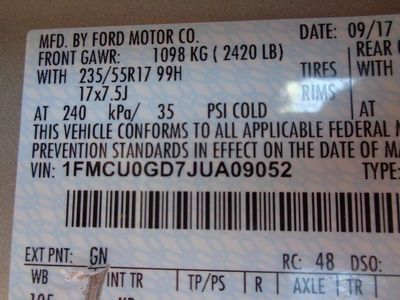 MFD. BY FORD MOTOR CO. DATE: 09/17
FRONT GAWR: 1098 KG ( 2420 LB) REAR
WITH 235/55R17 99H TIRES WITH
17x7.5J RIMS
AT 240 kPa/ 35 PSI COLD AT
THIS VEHICLE CONFORMS TO ALL APPLICABLE FEDERAL
PREVENTION STANDARDS IN EFFECT ON THE DATE OF
VIN: 1FMCU0GD7JUA09052 TYPE:
EXT PNT: GN RC: 48 DSO:
WB INT TR TP/PS R AXLE TR
105